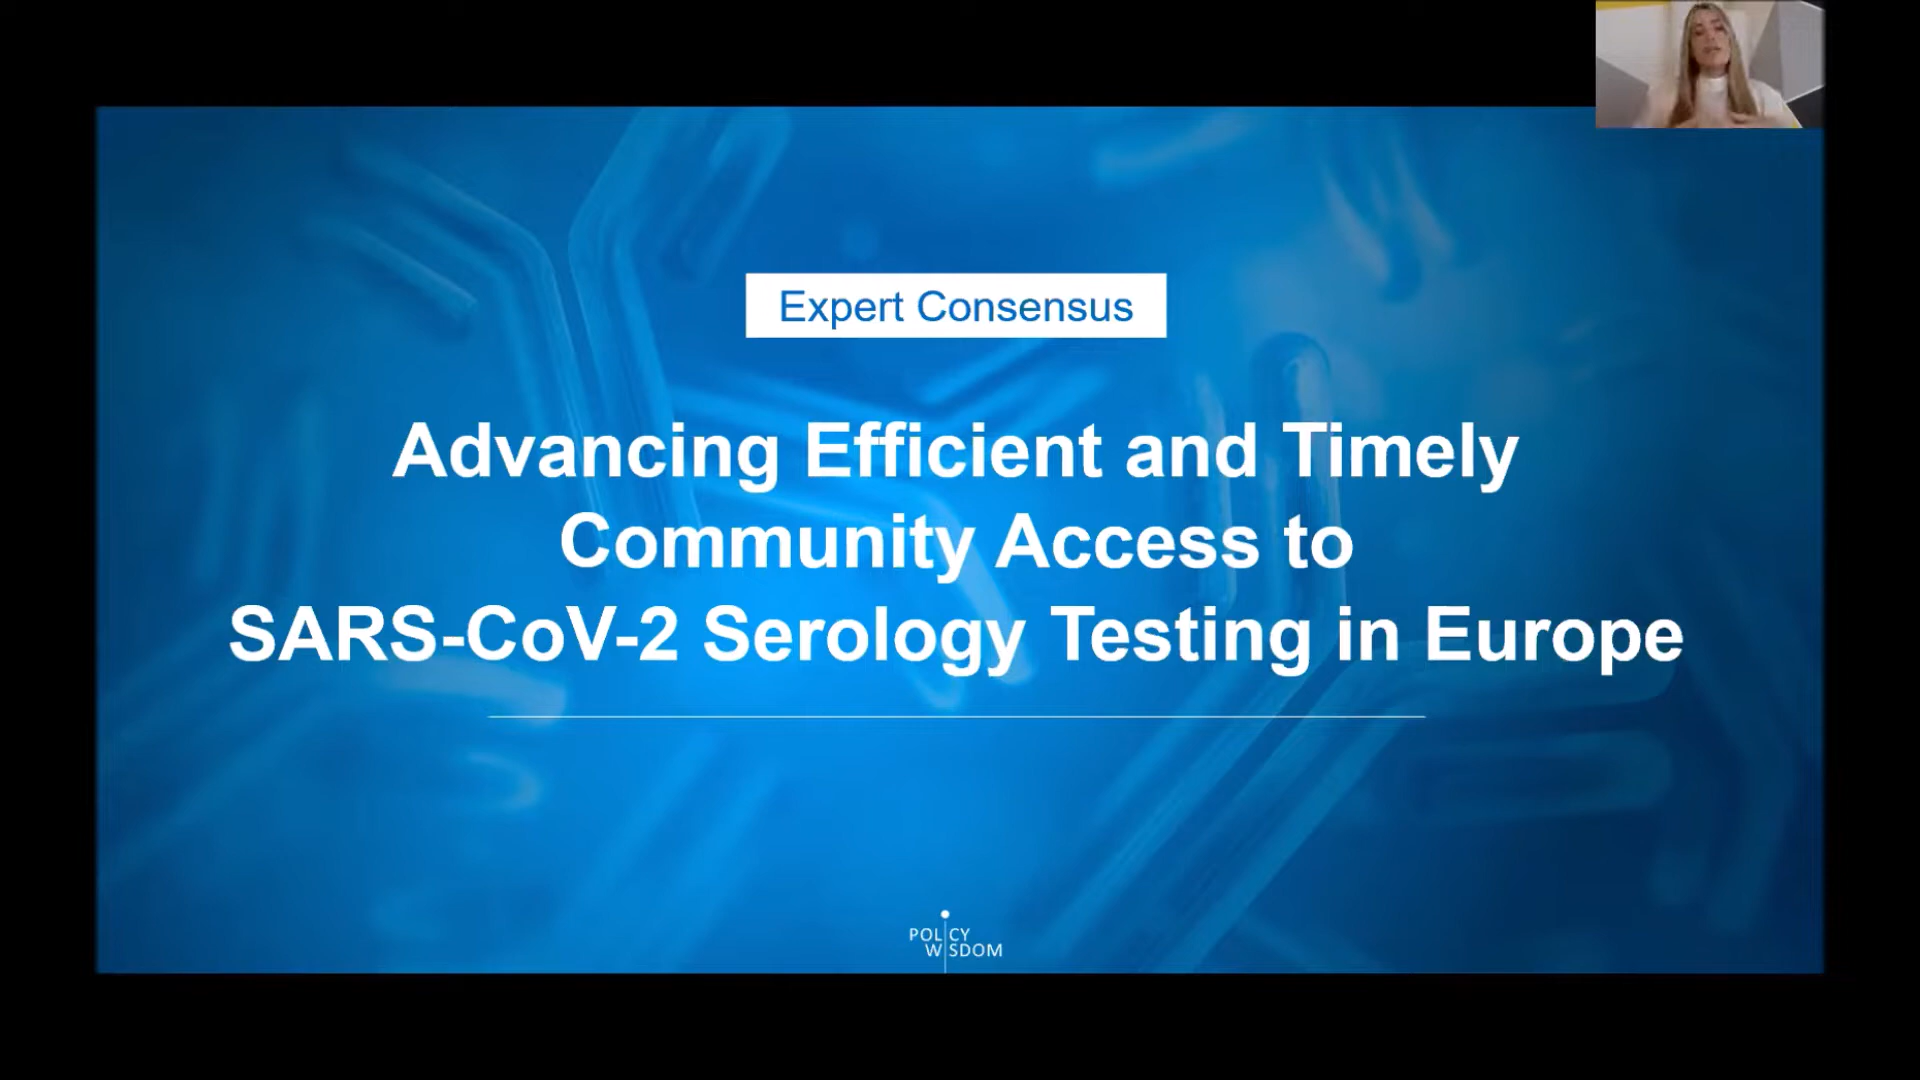 Expert Consensus
Advancing Efficient and Timely
Community Access to
SARS-CoV-2 Serology Testing in Europe
POLICY
WISDOM